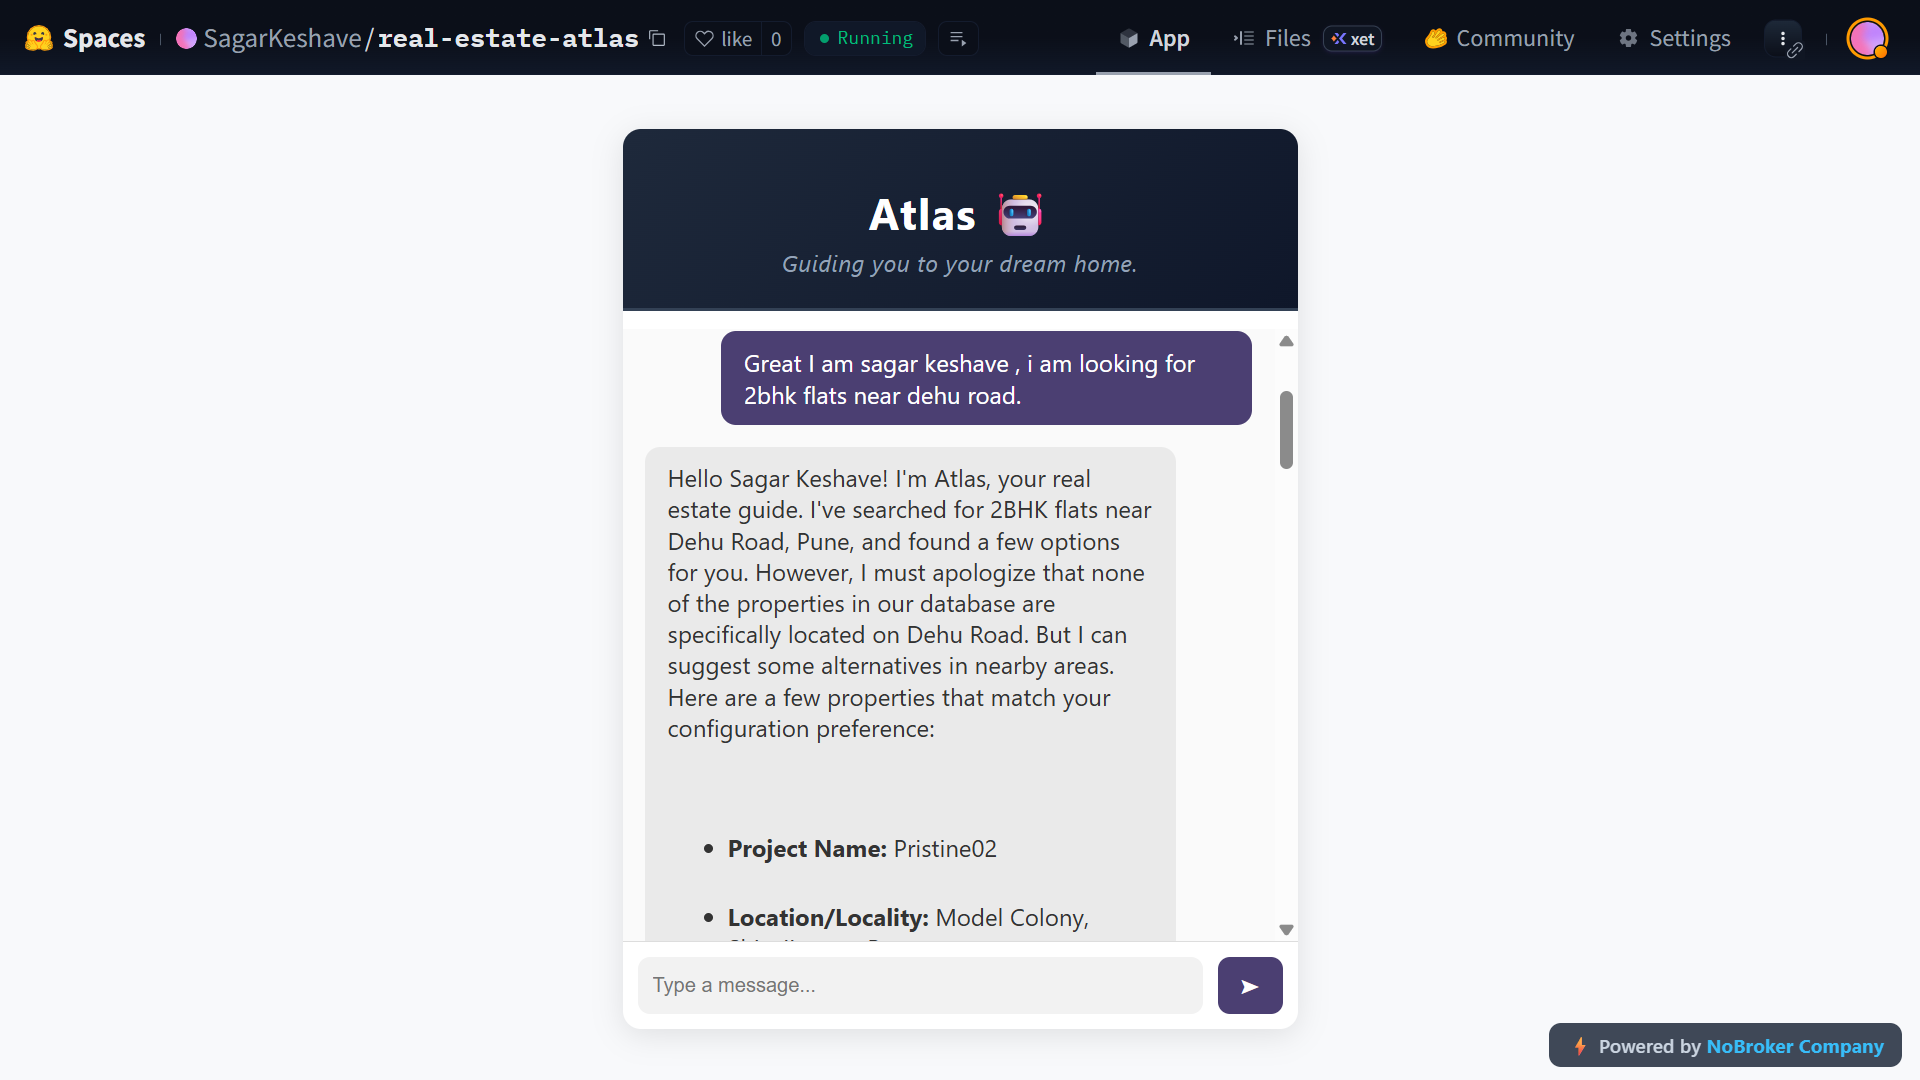 Spaces
SagarKeshave/real-estate-atlas
like 0
Running
App
Files
xet
Community
Settings
Atlas
Guiding you to your dream home.
Great I am sagar keshave , i am looking for
2bhk flats near dehu road.
Hello Sagar Keshave! I'm Atlas, your real
estate guide. I've searched for 2BHK flats near
Dehu Road, Pune, and found a few options
for you. However, I must apologize that none
of the properties in our database are
specifically located on Dehu Road. But I can
suggest some alternatives in nearby areas.
Here are a few properties that match your
configuration preference:
Project Name: Pristine02
Location/Locality: Model Colony,
Type a message...
Powered by NoBroker Company